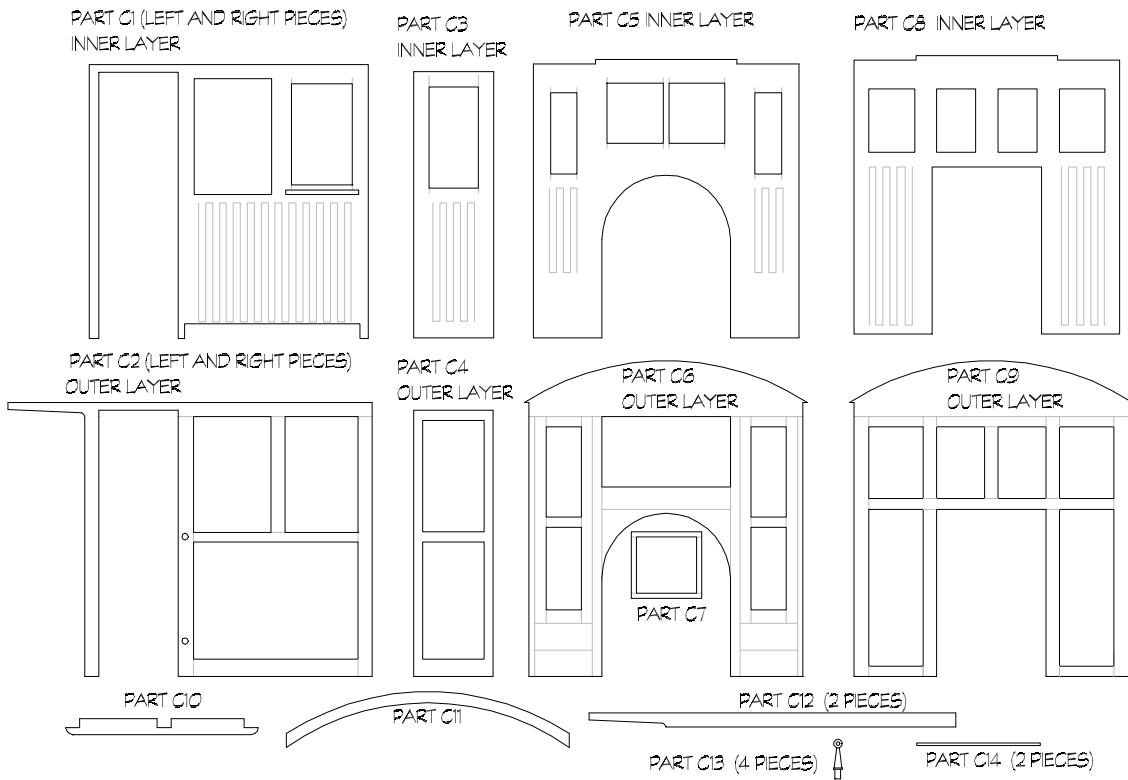 PART C1 (LEFT AND RIGHT PIECES)
INNER LAYER
PART C3
INNER LAYER
PART C5 INNER LAYER
PART C8 INNER LAYER
PART C2 (LEFT AND RIGHT PIECES)
OUTER LAYER
PART C4
OUTER LAYER
PART C6
OUTER LAYER
PART C9
OUTER LAYER
PART C7
PART C10
PART C11
PART C12 (2 PIECES)
PART C13 (4 PIECES)
PART C14 (2 PIECES)